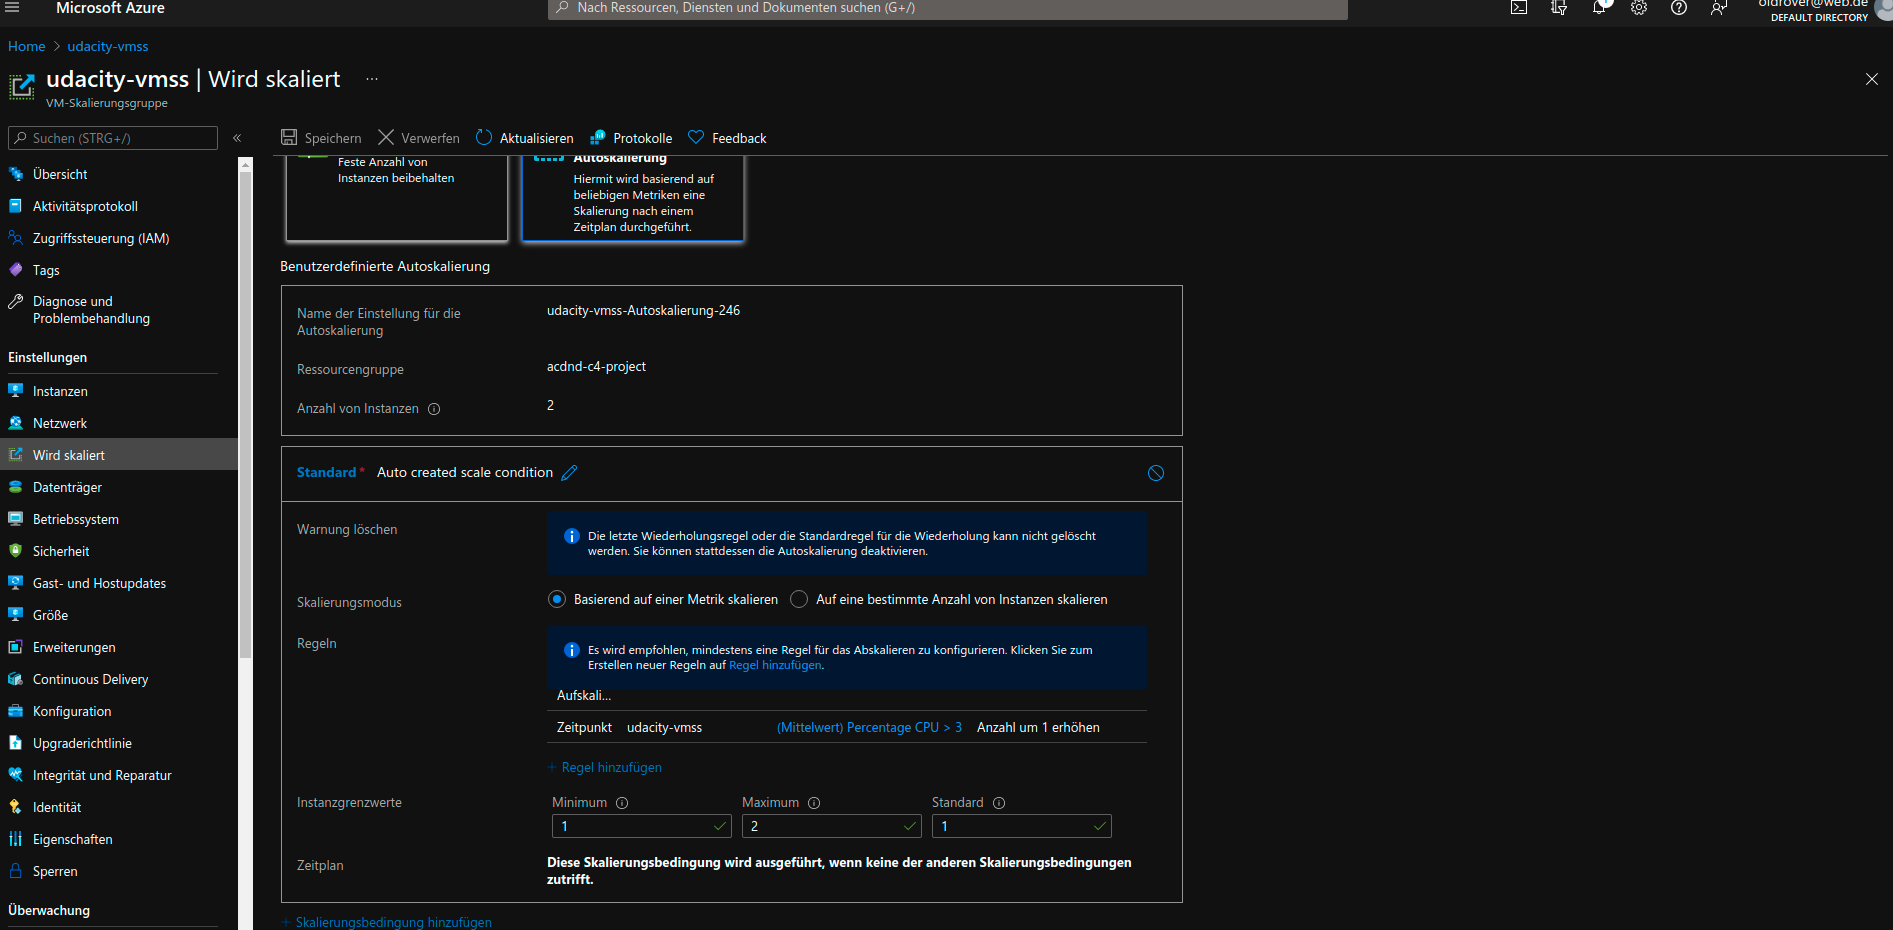 Microsoft Azure
Nach Ressourcen, Diensten und Dokumenten suchen (G+/)
oldrover@web.de
DEFAULT DIRECTORY
Home > udacity-vmss
udacity-vmss | Wird skaliert ...
VM-Skalierungsgruppe
Suchen (STRG+/)
«
Speichern
Verwerfen
Aktualisieren
Protokolle
Feedback
Übersicht
Aktivitätsprotokoll
Zugriffssteuerung (IAM)
Tags
Diagnose und
Problembehandlung
Einstellungen
Instanzen
Netzwerk
Wird skaliert
Datenträger
Betriebssystem
Sicherheit
Gast- und Hostupdates
Größe
Erweiterungen
Continuous Delivery
Konfiguration
Upgraderichtlinie
Integrität und Reparatur
Identität
Eigenschaften
Sperren
Überwachung
Feste Anzahl von
Instanzen beibehalten
Autoskalierung
Hiermit wird basierend auf
beliebigen Metriken eine
Skalierung nach einem
Zeitplan durchgeführt.
Benutzerdefinierte Autoskalierung
Name der Einstellung für die
Autoskalierung
udacity-vmss-Autoskalierung-246
Ressourcengruppe
acdnd-c4-project
Anzahl von Instanzen
2
Standard * Auto created scale condition
Warnung löschen
Die letzte Wiederholungsregel oder die Standardregel für die Wiederholung kann nicht gelöscht
werden. Sie können stattdessen die Autoskalierung deaktivieren.
Skalierungsmodus
Basierend auf einer Metrik skalieren
Auf eine bestimmte Anzahl von Instanzen skalieren
Regeln
Es wird empfohlen, mindestens eine Regel für das Abskalieren zu konfigurieren. Klicken Sie zum
Erstellen neuer Regeln auf Regel hinzufügen.
Aufskali...
Zeitpunkt udacity-vmss (Mittelwert) Percentage CPU > 3 Anzahl um 1 erhöhen
+ Regel hinzufügen
Instanzgrenzwerte
Minimum
Maximum
Standard
1
2
1
Zeitplan
Diese Skalierungsbedingung wird ausgeführt, wenn keine der anderen Skalierungsbedingungen
zutrifft.
+ Skalierungsbedingung hinzufügen